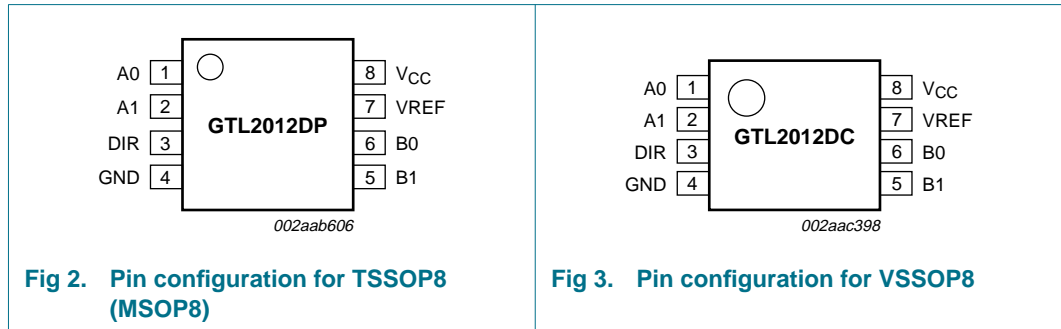 A0 1
A1 2
DIR 3
GND 4
GTL2012DP
8 VCC
7 VREF
6 B0
5 B1
002aab606
Fig 2. Pin configuration for TSSOP8
(MSOP8)
A0 1
A1 2
DIR 3
GND 4
GTL2012DC
8 VCC
7 VREF
6 B0
5 B1
002aac398
Fig 3. Pin configuration for VSSOP8